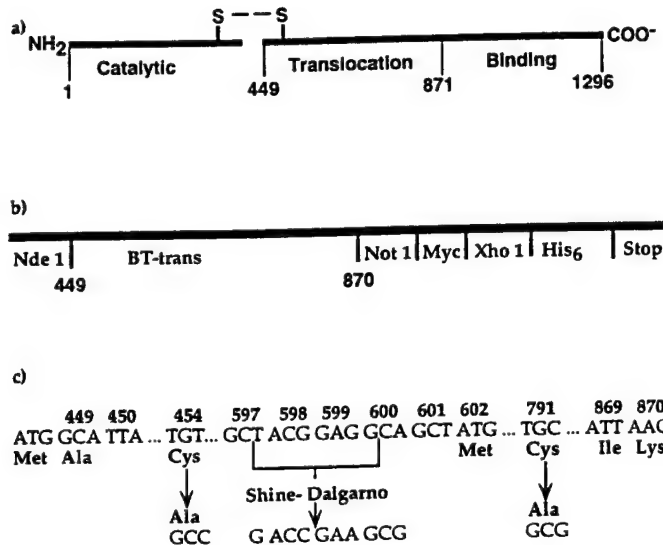 a)
S -- S
NH2
COO-
Catalytic
Translocation
Binding
1
449
871
1296
b)
Nde 1
BT-trans
Not 1
Myc
Xho 1
His6
Stop
449
870
c)
449 450 454 597 598 599 600 601 602 791 869 870
ATG GCA TTA ... TGT... GCT ACG GAG GCA GCT ATG ... TGC ... ATT AAG
Met Ala Cys Met Cys Ile Lys
Shine- Dalgarno
Ala Ala
GCC G ACC GAA GCG GCG